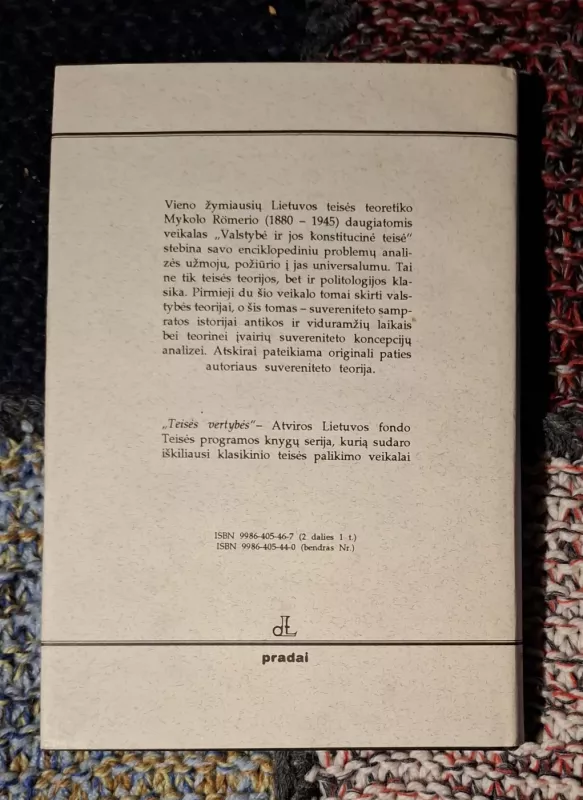 Vieno žymiausių Lietuvos teisės teoretiko
Mykolo Römerio (1880 – 1945) daugiatomis
veikalas „Valstybė ir jos konstitucinė teisė“
stebina savo enciklopediniu problemų anali-
zės užmoju, požiūrio į jas universalumu. Tai
ne tik teisės teorijos, bet ir politologijos kla-
sika. Pirmieji du šio veikalo tomai skirti vals-
tybės teorijai, o šis tomas – suvereniteto samp-
ratos istorijai antikos ir viduramžių laikais
bei teorinei įvairių suvereniteto koncepcijų
analizei. Atskirai pateikiama originali paties
autoriaus suvereniteto teorija.
„Teisės vertybės“– Atviros Lietuvos fondo
Teisės programos knygų serija, kurią sudaro
iškiliausi klasikinio teisės palikimo veikalai
ISBN 9986-405-46-7 (2 dalies 1 t.)
ISBN 9986-405-44-0 (bendras Nr.)
pradai